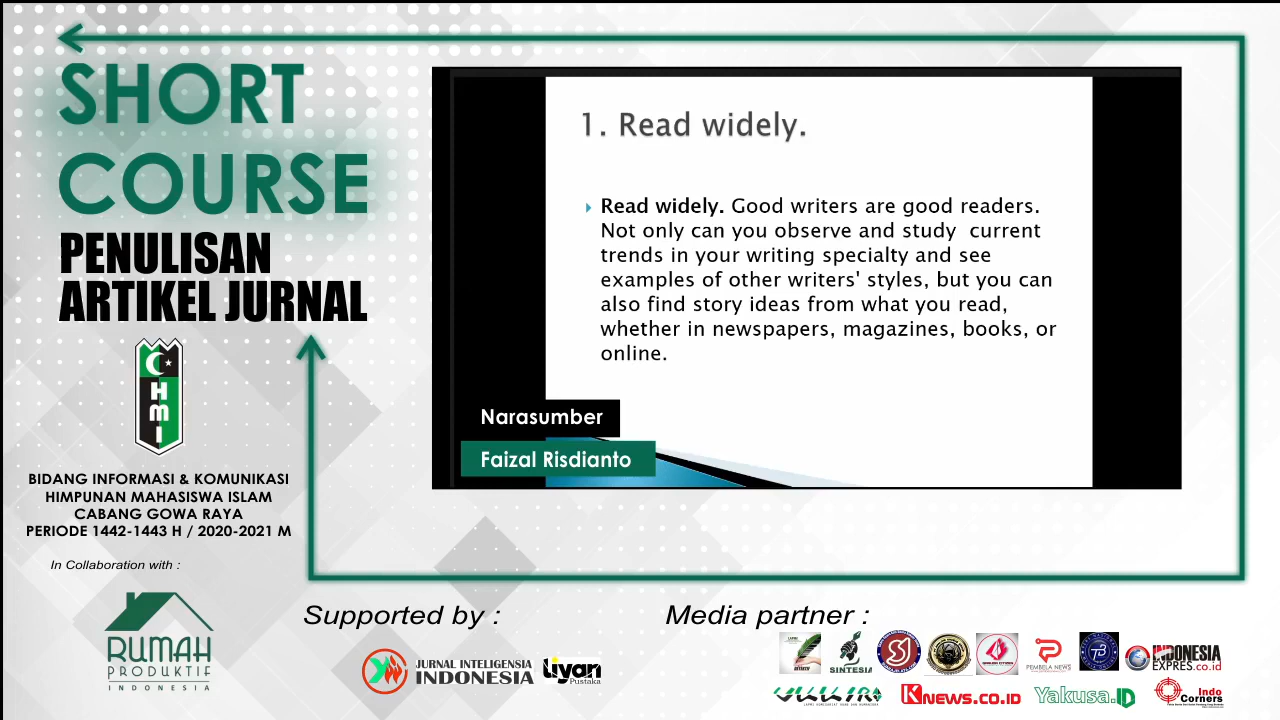 SHORT
COURSE
PENULISAN
ARTIKEL JURNAL
HMI
BIDANG INFORMASI & KOMUNIKASI
HIMPUNAN MAHASISWA ISLAM
CABANG GOWA RAYA
PERIODE 1442-1443 H / 2020-2021 M
In Collaboration with :
RUMAH
PRODUKTIF
INDONESIA
1. Read widely.
Read widely. Good writers are good readers.
Not only can you observe and study current
trends in your writing specialty and see
examples of other writers' styles, but you can
also find story ideas from what you read,
whether in newspapers, magazines, books, or
online.
Narasumber
Faizal Risdianto
Supported by :
JURNAL INTELIGENSIA
INDONESIA
Liyan
Pustaka
Media partner :
SINTESIA
PEMBELA NEWS
INDONESIA
EXPRES.co.id
KNEWS.CO.ID
Yakusa.ID
Indo
Corners